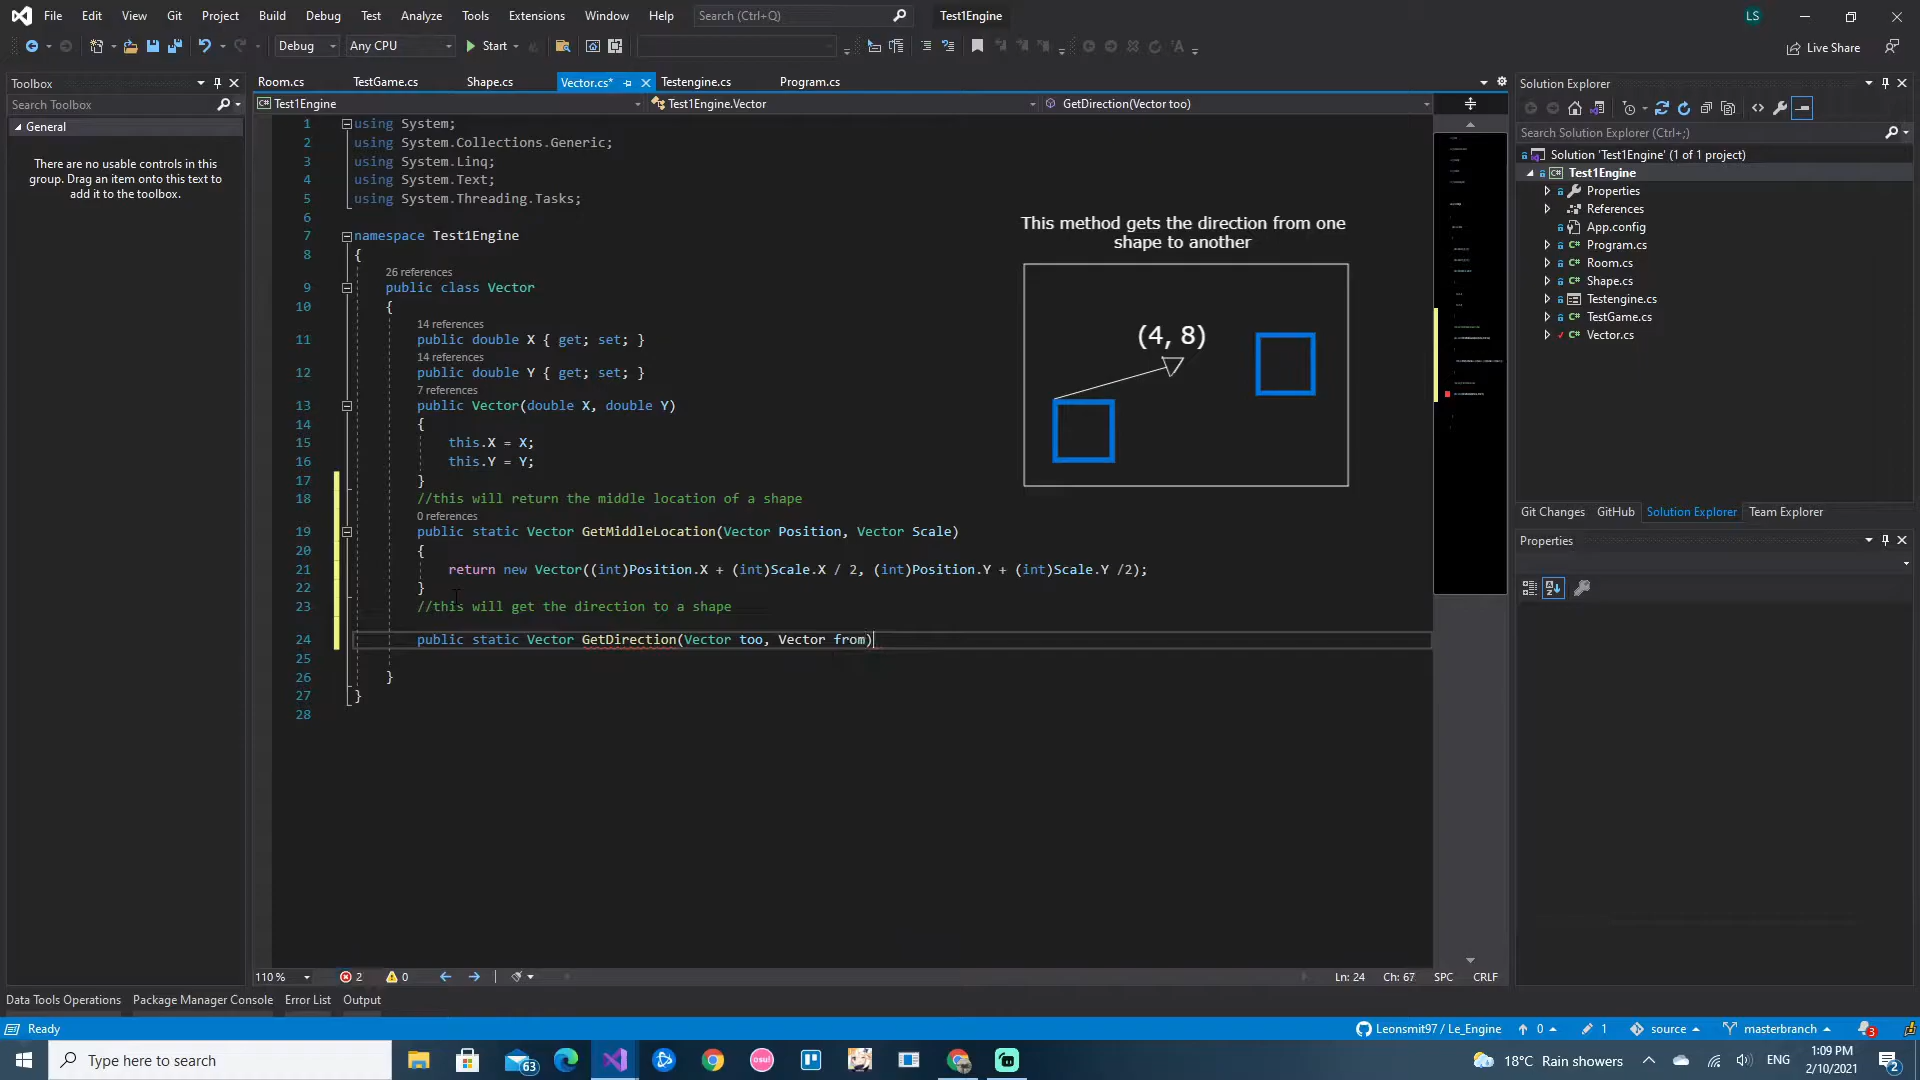 File Edit View Git Project Build Debug Test Analyze Tools Extensions Window Help Search (Ctrl+Q) Test1Engine LS
Debug Any CPU Start Live Share
Toolbox
Search Toolbox
General
There are no usable controls in this
group. Drag an item onto this text to
add it to the toolbox.
Room.cs TestGame.cs Shape.cs Vector.cs* Testengine.cs Program.cs
Test1Engine Test1Engine.Vector GetDirection(Vector too)
1 using System;
2 using System.Collections.Generic;
3 using System.Linq;
4 using System.Text;
5 using System.Threading.Tasks;
6
7 namespace Test1Engine
8 {
26 references
9 public class Vector
10 {
14 references
11 public double X { get; set; }
14 references
12 public double Y { get; set; }
7 references
13 public Vector(double X, double Y)
14 {
15 this.X = X;
16 this.Y = Y;
17 }
18 //this will return the middle location of a shape
0 references
19 public static Vector GetMiddleLocation(Vector Position, Vector Scale)
20 {
21 return new Vector((int)Position.X + (int)Scale.X / 2, (int)Position.Y + (int)Scale.Y /2);
22 }
23 //this will get the direction to a shape
24 public static Vector GetDirection(Vector too, Vector from)
25
26 }
27 }
28
This method gets the direction from one
shape to another
(4, 8)
110 % 2 0 Ln: 24 Ch: 67 SPC CRLF
Solution Explorer
Search Solution Explorer (Ctrl+;)
Solution 'Test1Engine' (1 of 1 project)
Test1Engine
Properties
References
App.config
Program.cs
Room.cs
Shape.cs
Testengine.cs
TestGame.cs
Vector.cs
Git Changes GitHub Solution Explorer Team Explorer
Properties
Data Tools Operations Package Manager Console Error List Output
Ready Leonsmit97 / Le_Engine 0 1 source masterbranch 3
Type here to search 63 osu! 18°C Rain showers ENG 1:09 PM
2/10/2021 2